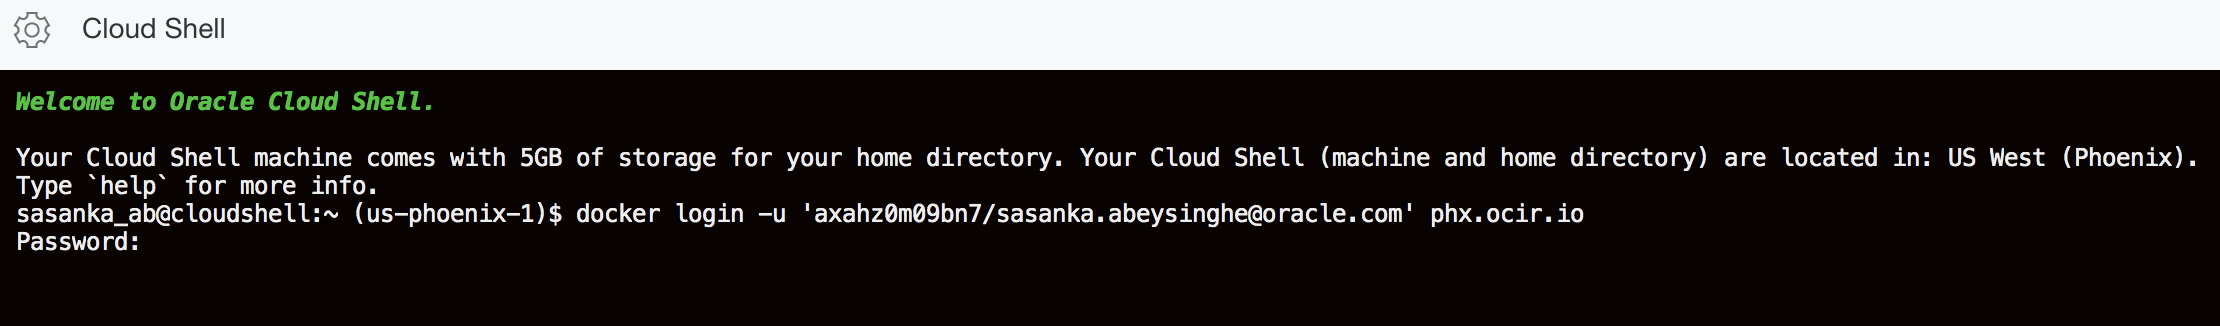 Cloud Shell
Welcome to Oracle Cloud Shell.
Your Cloud Shell machine comes with 5GB of storage for your home directory. Your Cloud Shell (machine and home directory) are located in: US West (Phoenix).
Type `help` for more info.
sasanka_ab@cloudshell:~ (us-phoenix-1)$ docker login -u 'axahz0m09bn7/sasanka.abeysinghe@oracle.com' phx.ocir.io
Password: